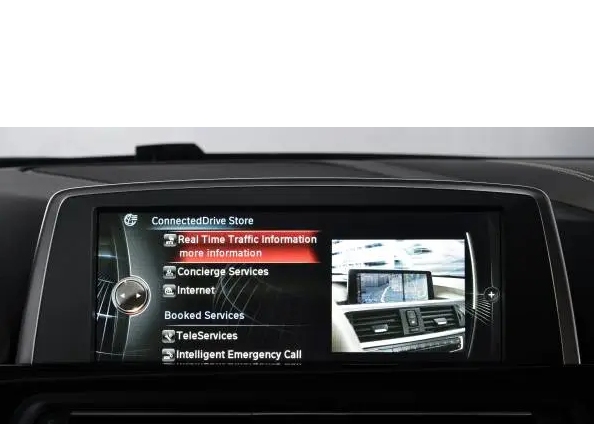 ConnectedDrive Store
Real Time Traffic Information
more information
Concierge Services
Internet
Booked Services
TeleServices
Intelligent Emergency Call